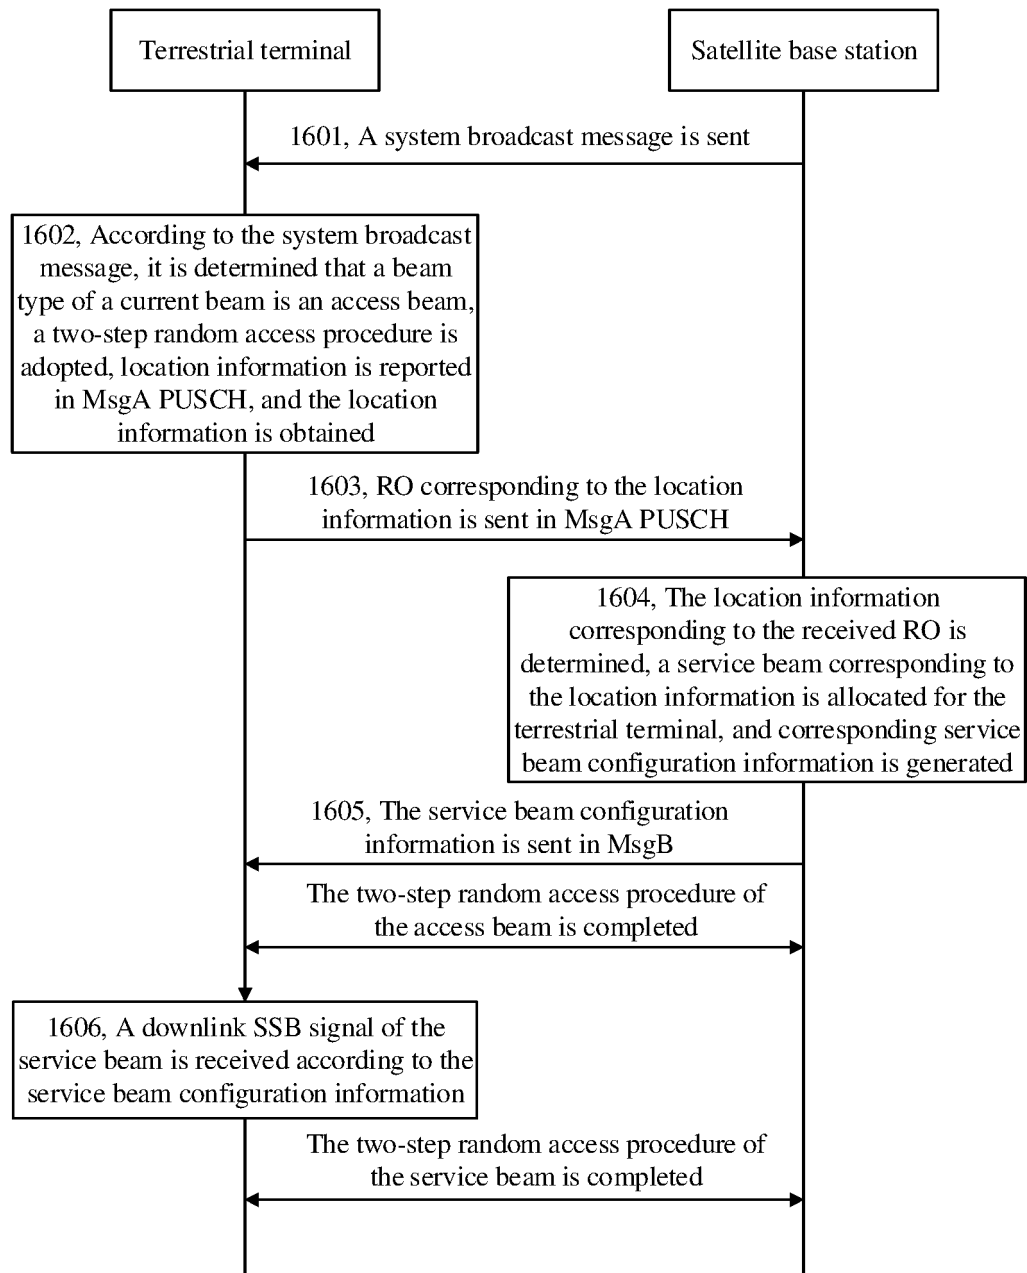 Terrestrial terminal
Satellite base station
1601, A system broadcast message is sent
1602, According to the system broadcast
message, it is determined that a beam
type of a current beam is an access beam,
a two-step random access procedure is
adopted, location information is reported
in MsgA PUSCH, and the location
information is obtained
1603, RO corresponding to the location
information is sent in MsgA PUSCH
1604, The location information
corresponding to the received RO is
determined, a service beam corresponding to
the location information is allocated for the
terrestrial terminal, and corresponding service
beam configuration information is generated
1605, The service beam configuration
information is sent in MsgB
The two-step random access procedure of
the access beam is completed
1606, A downlink SSB signal of the
service beam is received according to the
service beam configuration information
The two-step random access procedure of
the service beam is completed